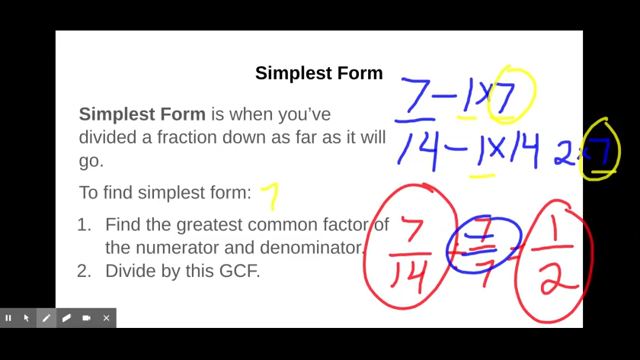 Simplest Form
Simplest Form is when you've
divided a fraction down as far as it will
go.
To find simplest form: 7
1. Find the greatest common factor of
the numerator and denominator.
2. Divide by this GCF.
7 – 1×7
14 – 1×14 2×7
7/14 ÷ 7/7 = 1/2